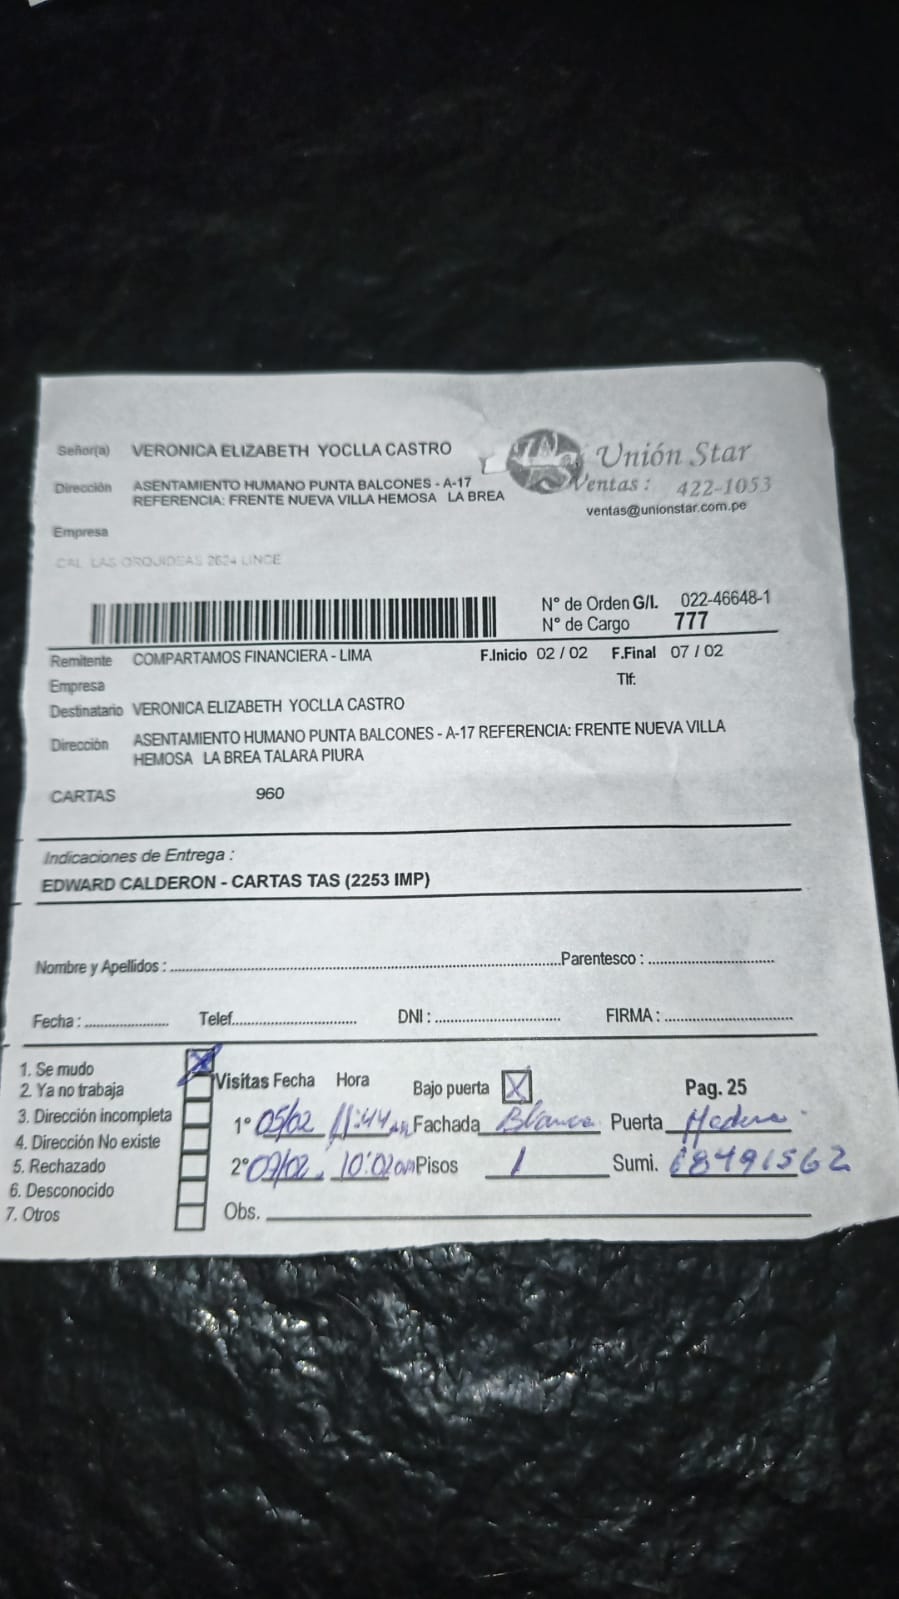 Señor(a) VERONICA ELIZABETH YOCLLA CASTRO
Dirección ASENTAMIENTO HUMANO PUNTA BALCONES - A-17
REFERENCIA: FRENTE NUEVA VILLA HEMOSA LA BREA
Empresa
CAL. LAS ORQUIDEAS 2624 LINCE
Unión Star
Ventas : 422-1053
ventas@unionstar.com.pe
N° de Orden G/I. 022-46648-1
N° de Cargo 777
Remitente COMPARTAMOS FINANCIERA - LIMA F.Inicio 02 / 02 F.Final 07 / 02
Empresa Tlf:
Destinatario VERONICA ELIZABETH YOCLLA CASTRO
Dirección ASENTAMIENTO HUMANO PUNTA BALCONES - A-17 REFERENCIA: FRENTE NUEVA VILLA
HEMOSA LA BREA TALARA PIURA
CARTAS 960
Indicaciones de Entrega :
EDWARD CALDERON - CARTAS TAS (2253 IMP)
Nombre y Apellidos : Parentesco :
Fecha : Telef. DNI : FIRMA :
1. Se mudo
2. Ya no trabaja
3. Dirección incompleta
4. Dirección No existe
5. Rechazado
6. Desconocido
7. Otros
Visitas Fecha Hora Bajo puerta X Pag. 25
1° 05/02 11:44 am Fachada Blanca Puerta Madera
2° 07/02 10:02 am Pisos 1 Sumi. 68491562
Obs.